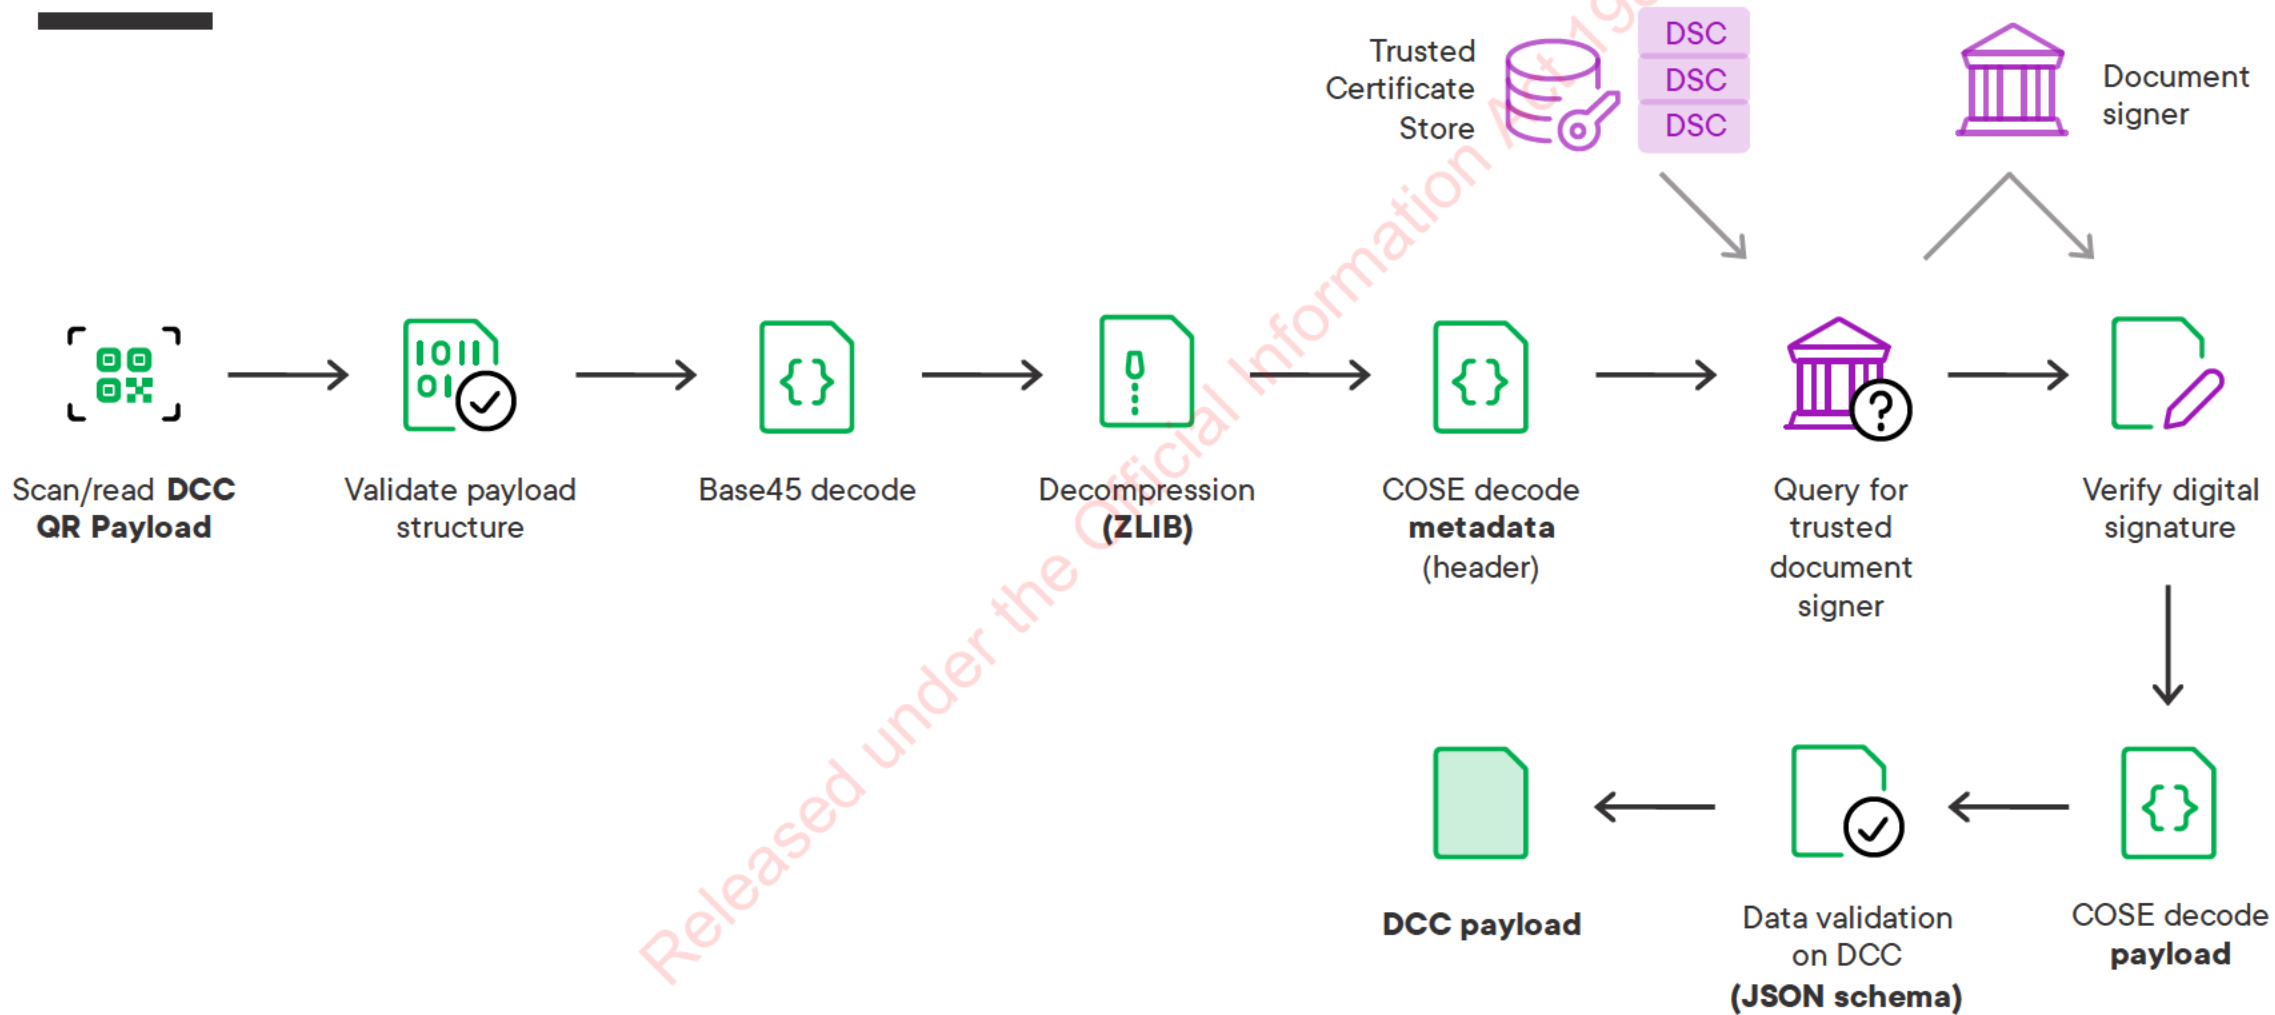 Trusted
Certificate
Store
DSC
DSC
DSC
Document
signer
Scan/read DCC
QR Payload
Validate payload
structure
Base45 decode
Decompression
(ZLIB)
COSE decode
metadata
(header)
Query for
trusted
document
signer
Verify digital
signature
DCC payload
Data validation
on DCC
(JSON schema)
COSE decode
payload
Released under the Official Information Act